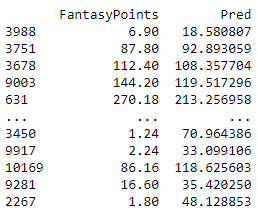 FantasyPoints Pred
3988 6.90 18.580807
3751 87.80 92.893059
3678 112.40 108.357704
9003 144.20 119.517296
631 270.18 213.256958
... ... ...
3450 1.24 70.964386
9917 2.24 33.099106
10169 86.16 118.625603
9281 16.60 35.420250
2267 1.80 48.128853